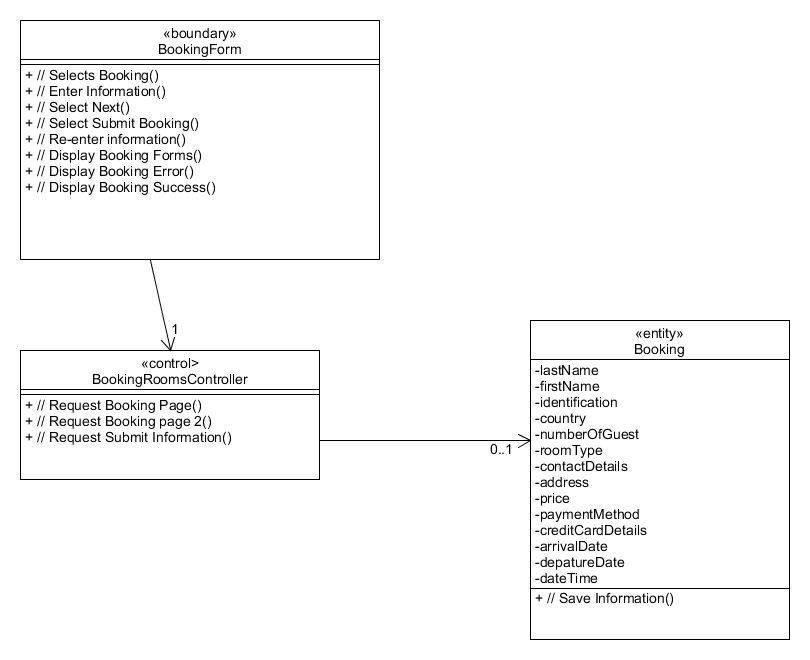 «boundary»
BookingForm
+ // Selects Booking()
+ // Enter Information()
+ // Select Next()
+ // Select Submit Booking()
+ // Re-enter information()
+ // Display Booking Forms()
+ // Display Booking Error()
+ // Display Booking Success()
1
«control>
BookingRoomsController
+ // Request Booking Page()
+ // Request Booking page 2()
+ // Request Submit Information()
0..1
«entity»
Booking
-lastName
-firstName
-identification
-country
-numberOfGuest
-roomType
-contactDetails
-address
-price
-paymentMethod
-creditCardDetails
-arrivalDate
-depatureDate
-dateTime
+ // Save Information()